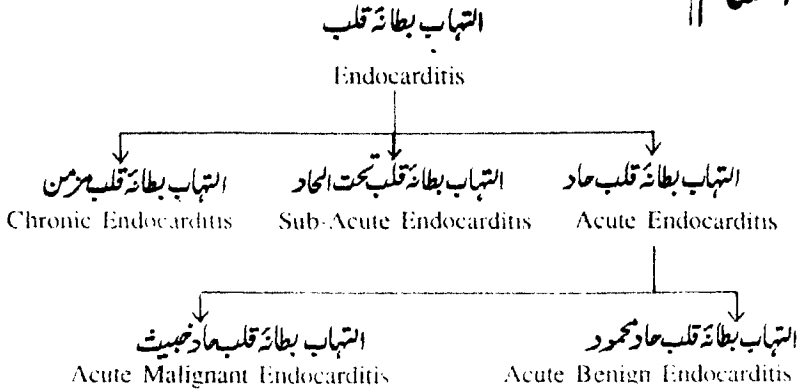 التہاب بطانۂ قلب
Endocarditis
التہاب بطانۂ قلب حاد
التہاب بطانۂ قلب تحت الحاد
التہاب بطانۂ قلب مزمن
Acute Endocarditis
Sub-Acute Endocarditis
Chronic Endocarditis
التہاب بطانۂ قلب حاد محمود
التہاب بطانۂ قلب حاد خبیث
Acute Benign Endocarditis
Acute Malignant Endocarditis